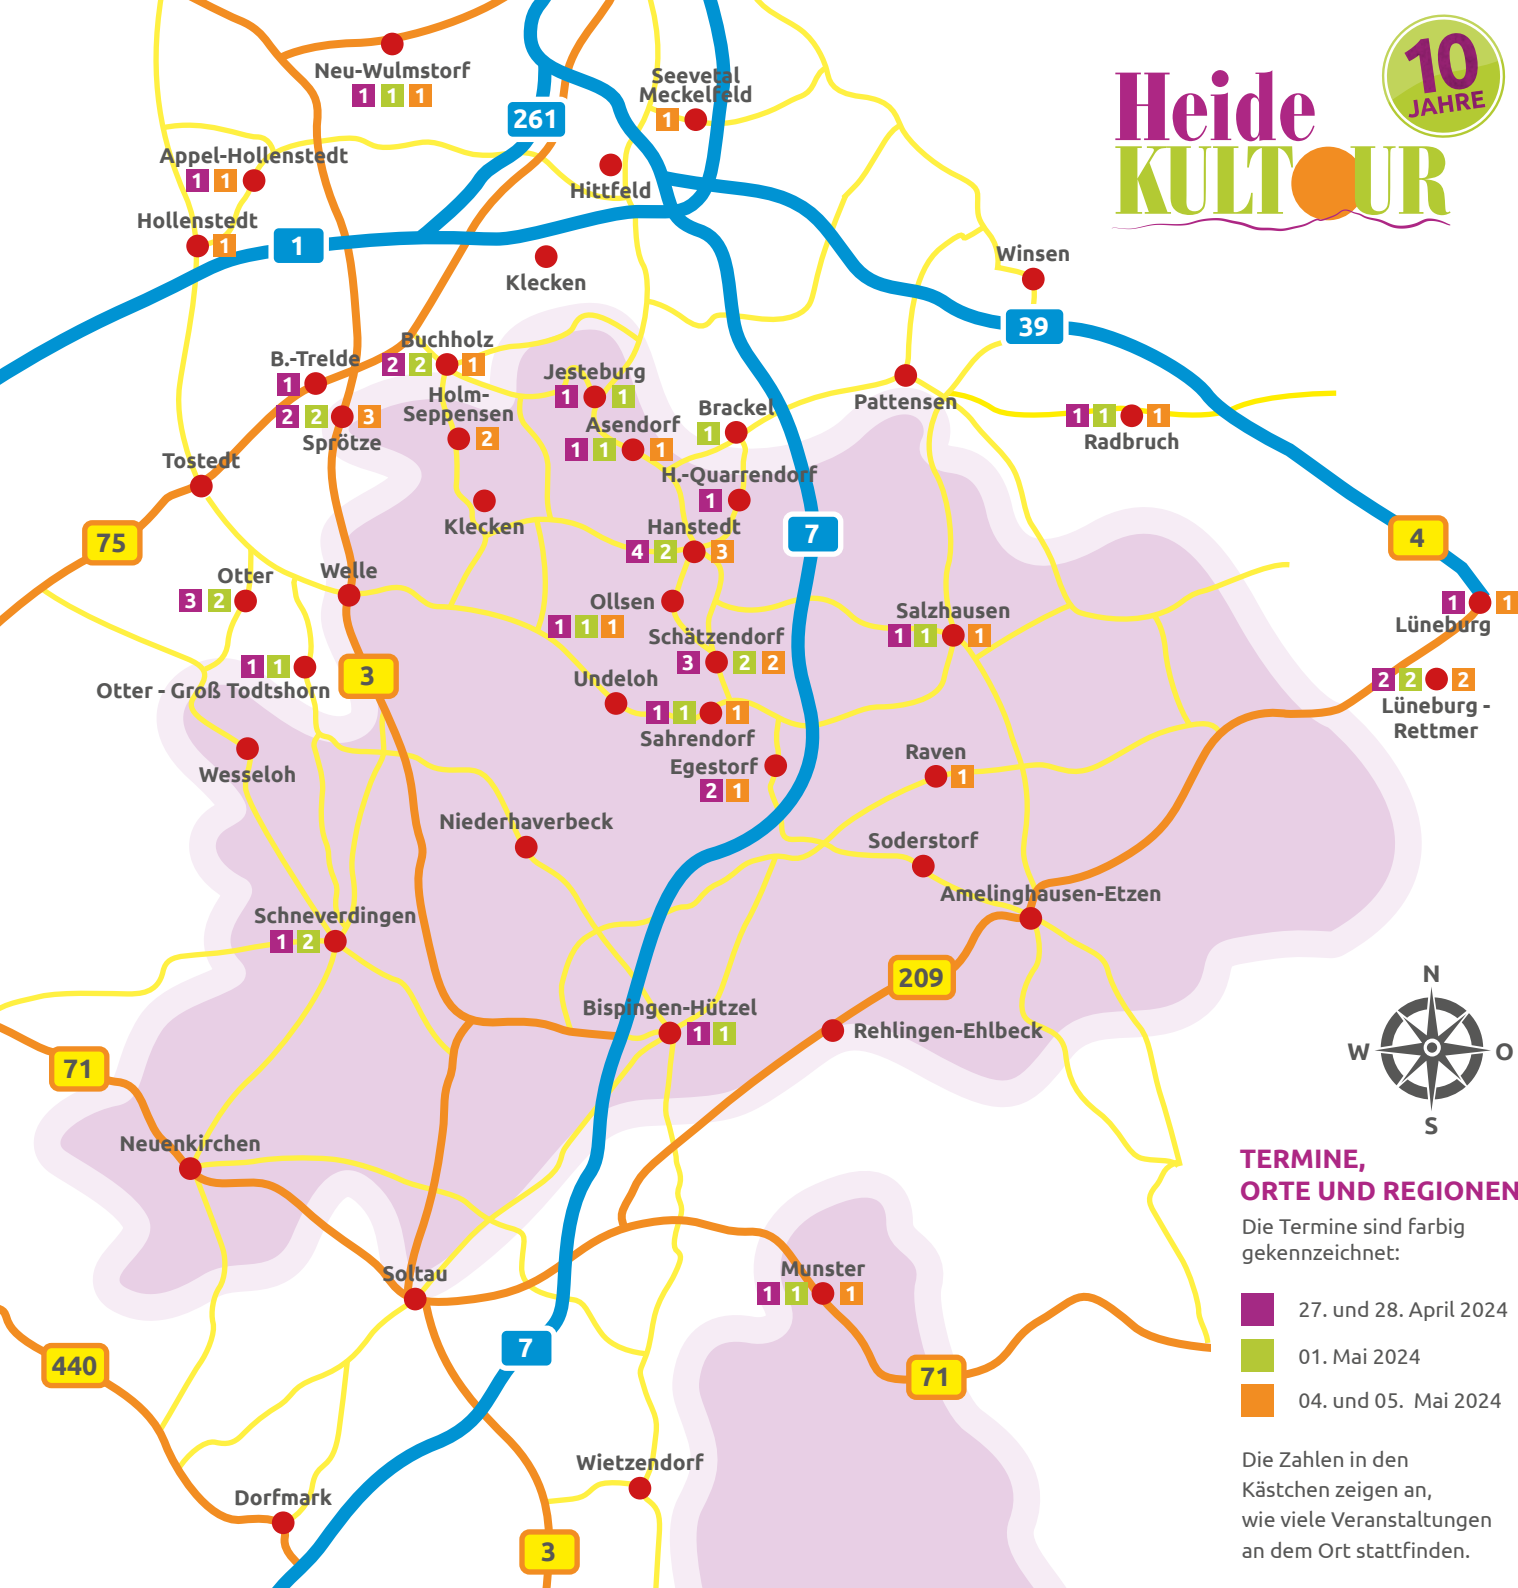 10
JAHRE
Heide
KULTOUR
Neu-Wulmstorf
1 1 1
261
Seevetal
Meckelfeld
1
Appel-Hollenstedt
1 1
Hittfeld
Hollenstedt
1
1
Klecken
Winsen
39
Buchholz
2 2 1
B.-Trelde
1
Jesteburg
1 1
Holm-
Seppensen
2
Pattensen
Brackel
1
2 2 3
Sprötze
Asendorf
1 1 1
1 1 1
Radbruch
Tostedt
H.-Quarrendorf
1
Klecken
Hanstedt
4 2 3
7
75
4
Welle
Otter
3 2
Ollsen
1 1 1
Salzhausen
1 1 1
1 1
Lüneburg
Schätzendorf
3 2 2
1 1
Otter - Groß Todtshorn
3
Undeloh
2 2 2
Lüneburg -
Rettmer
1 1 1
Sahrendorf
Wesseloh
Egestorf
2 1
Raven
1
Niederhaverbeck
Soderstorf
Amelinghausen-Etzen
Schneverdingen
1 2
209
N
W
O
S
Bispingen-Hützel
1 1
Rehlingen-Ehlbeck
71
Neuenkirchen
TERMINE,
ORTE UND REGIONEN
Die Termine sind farbig
gekennzeichnet:
27. und 28. April 2024
01. Mai 2024
04. und 05. Mai 2024
Die Zahlen in den
Kästchen zeigen an,
wie viele Veranstaltungen
an dem Ort stattfinden.
Soltau
Munster
1 1 1
7
440
71
Wietzendorf
Dorfmark
3